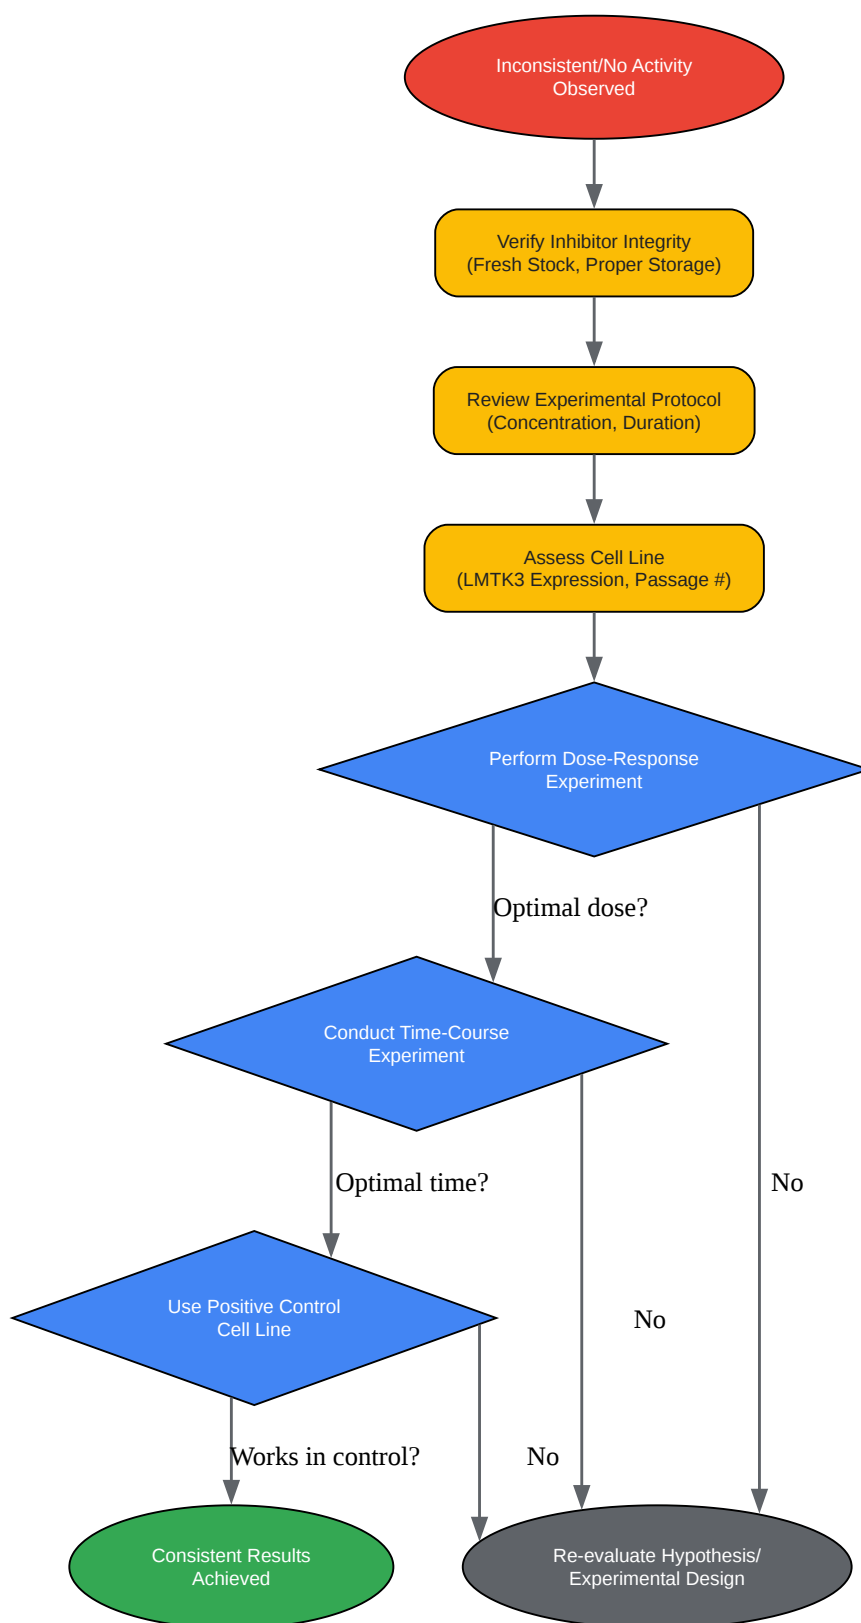 Inconsistent/No Activity
Observed
Verify Inhibitor Integrity
(Fresh Stock, Proper Storage)
Review Experimental Protocol
(Concentration, Duration)
Assess Cell Line
(LMTK3 Expression, Passage #)
Perform Dose-Response
Experiment
Optimal dose?
Conduct Time-Course
Experiment
Optimal time?
No
Use Positive Control
Cell Line
No
Works in control?
No
Consistent Results
Achieved
Re-evaluate Hypothesis/
Experimental Design